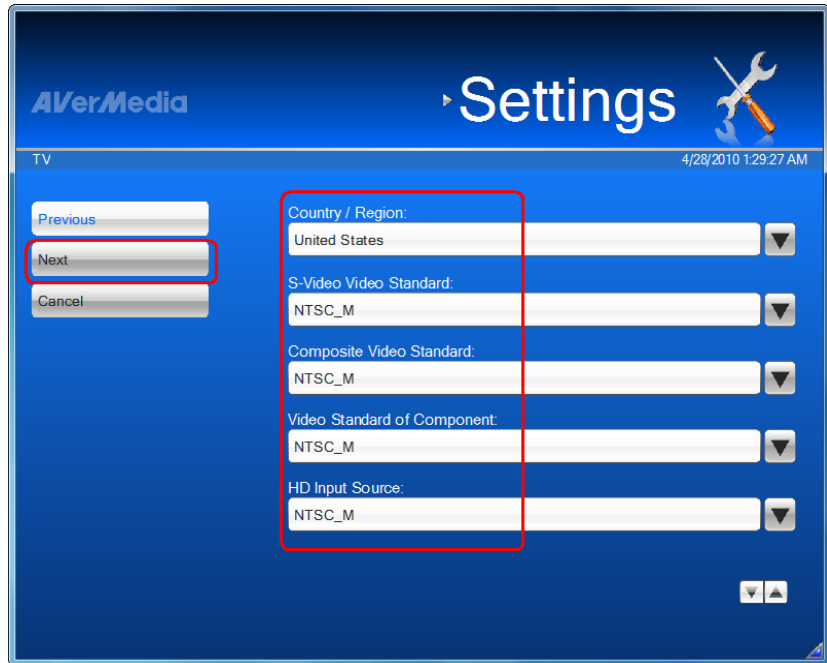 AVerMedia
Settings
TV
4/28/2010 1:29:27 AM
Previous
Next
Cancel
Country / Region:
United States
S-Video Video Standard:
NTSC_M
Composite Video Standard:
NTSC_M
Video Standard of Component:
NTSC_M
HD Input Source:
NTSC_M